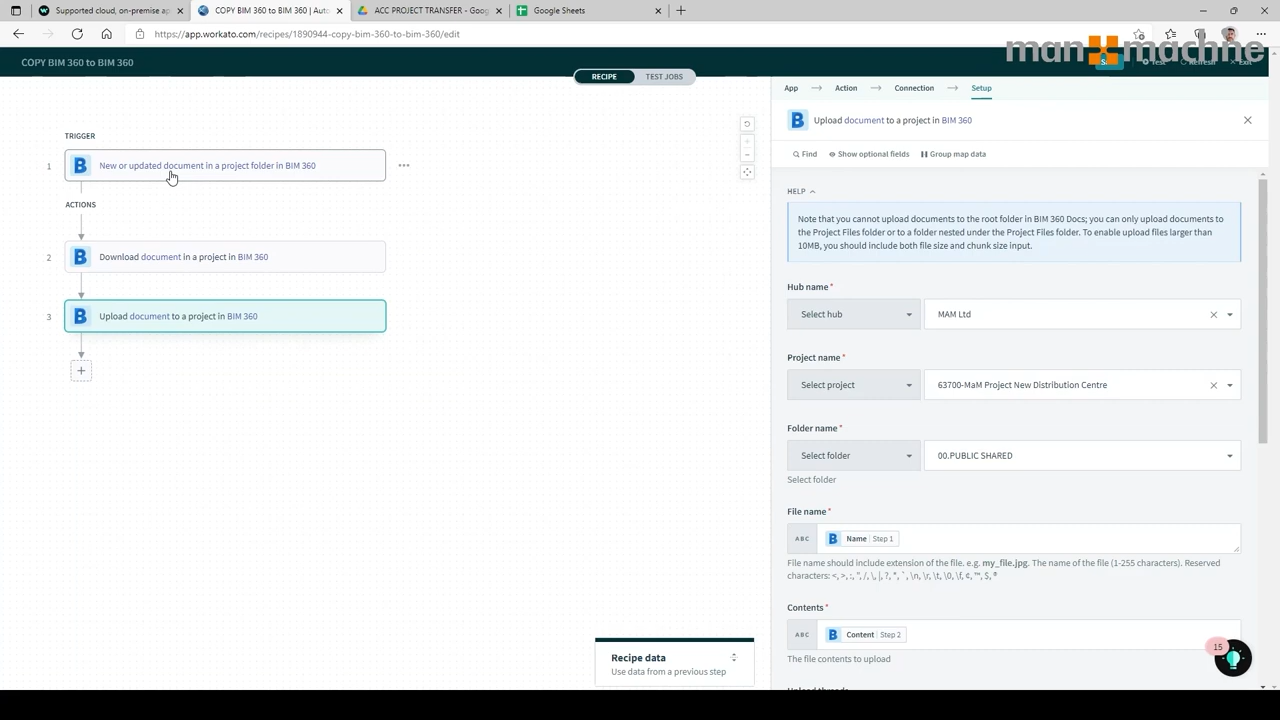 Supported cloud, on-premise ap
COPY BIM 360 to BIM 360 | Auto
ACC PROJECT TRANSFER - Goog
Google Sheets
https://app.workato.com/recipes/1890944-copy-bim-360-to-bim-360/edit
man machine
COPY BIM 360 to BIM 360
RECIPE
TEST JOBS
Test
Refresh
Exit
App
Action
Connection
Setup
Upload document to a project in BIM 360
Find
Show optional fields
Group map data
TRIGGER
1
New or updated document in a project folder in BIM 360
ACTIONS
2
Download document in a project in BIM 360
3
Upload document to a project in BIM 360
HELP
Note that you cannot upload documents to the root folder in BIM 360 Docs; you can only upload documents to
the Project Files folder or to a folder nested under the Project Files folder. To enable upload files larger than
10MB, you should include both file size and chunk size input.
Hub name*
Select hub
MAM Ltd
Project name*
Select project
63700-MaM Project New Distribution Centre
Folder name*
Select folder
00.PUBLIC SHARED
Select folder
File name*
ABC
Name | Step 1
File name should include extension of the file. e.g. my_file.jpg. The name of the file (1-255 characters). Reserved
characters: <, >, :, ", /, \, |, ?, *, `, \n, \r, \t, \0, \f, ¢, ™, $, ®
Contents*
ABC
Content | Step 2
The file contents to upload
15
Recipe data
Use data from a previous step